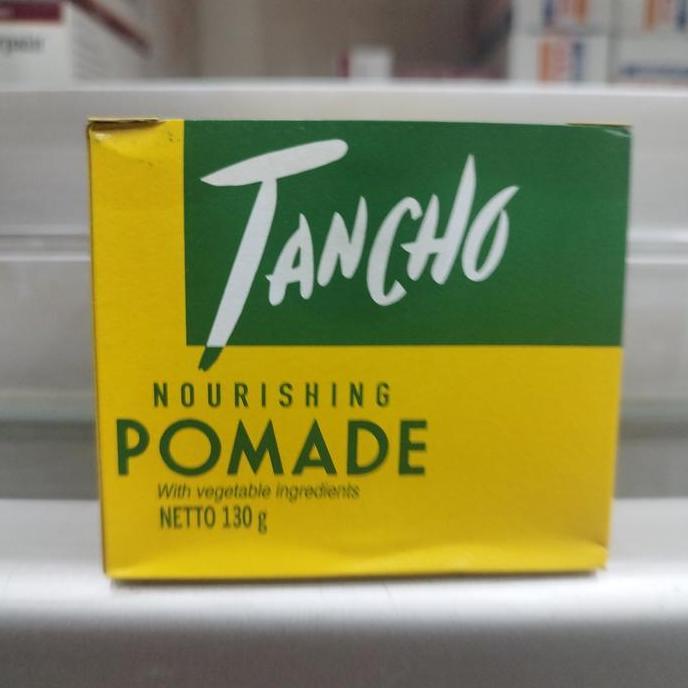 TANCHO
NOURISHING
POMADE
With vegetable ingredients
NETTO 130 g